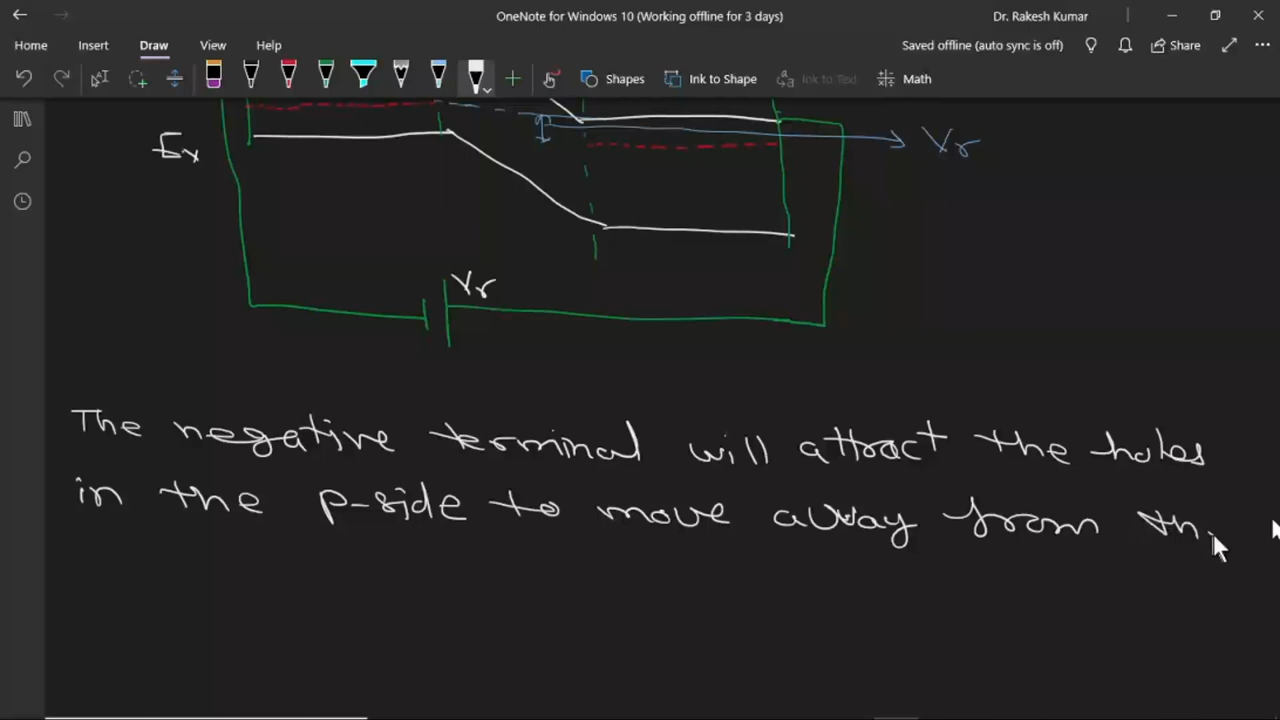 OneNote for Windows 10 (Working offline for 3 days)
Dr. Rakesh Kumar
Home Insert Draw View Help
Saved offline (auto sync is off)
Share
Shapes
Ink to Shape
Ink to Text
Math
Ev
Vr
Vr
The negative terminal will attract the holes
in the p-side to move away from th